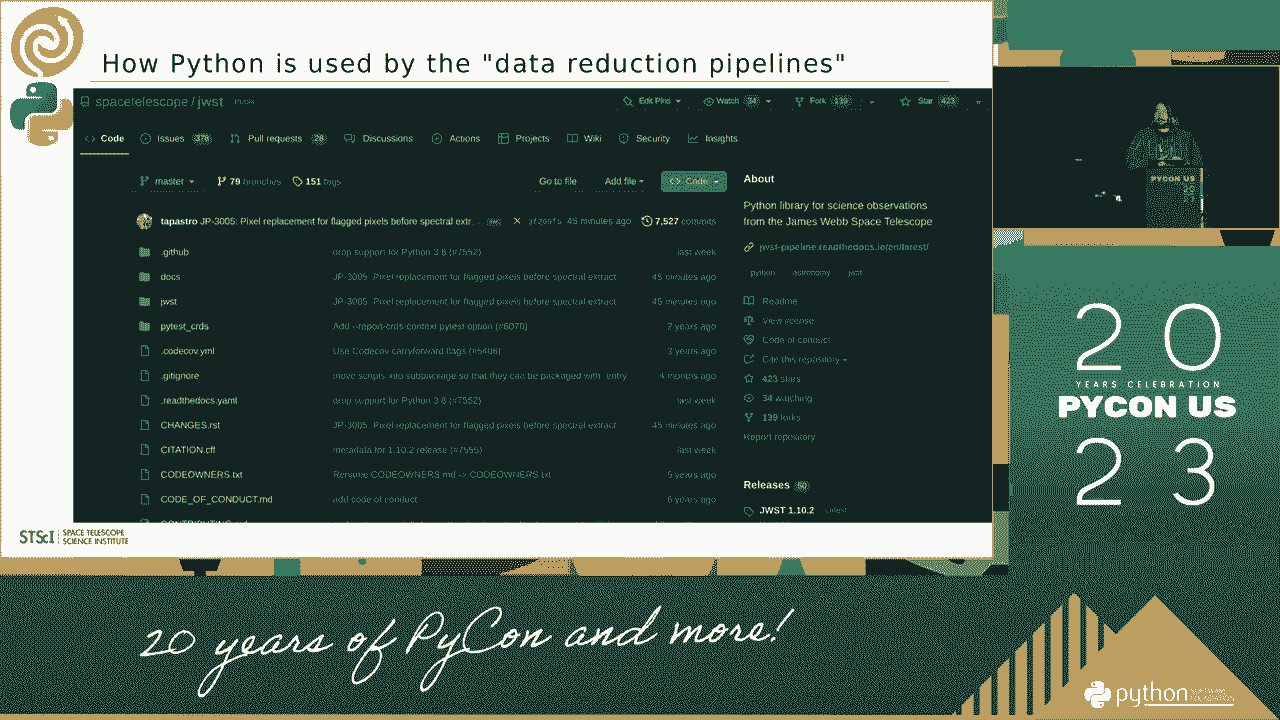 How Python is used by the "data reduction pipelines"
spacetelescope / jwst
Edit Pins Watch 34 Fork 139 Star 423
Code Issues 378 Pull requests 28 Discussions Actions Projects Wiki Security Insights
master 79 branches 151 tags Go to file Add file Code
tapastro JP-3005: Pixel replacement for flagged pixels before spectral extr... 45 minutes ago 7,527 commits
.github drop support for Python 3.8 (#7552) last week
docs JP-3005: Pixel replacement for flagged pixels before spectral extract 45 minutes ago
jwst JP-3005: Pixel replacement for flagged pixels before spectral extract 45 minutes ago
pytest_crds Add --report-crds-context pytest option (#6070) 2 years ago
.codecov.yml Use Codecov carryforward flags (#5406) 3 years ago
.gitignore move scripts into subpackage so that they can be packaged with entry 4 months ago
.readthedocs.yaml drop support for Python 3.8 (#7552) last week
CHANGES.rst JP-3005: Pixel replacement for flagged pixels before spectral extract 45 minutes ago
CITATION.cff metadata for 1.10.2 release (#7555) last week
CODEOWNERS.txt Rename CODEOWNERS.md -> CODEOWNERS.txt 5 years ago
CODE_OF_CONDUCT.md add code of conduct 6 years ago
About
Python library for science observations
from the James Webb Space Telescope
jwst-pipeline.readthedocs.io/en/latest/
python astronomy jwst
Readme
View license
Code of conduct
Cite this repository
423 stars
34 watching
139 forks
Report repository
Releases 50
JWST 1.10.2 Latest
STScI SPACE TELESCOPE
SCIENCE INSTITUTE
PYCON US
20
YEARS CELEBRATION
PYCON US
23
20 years of PyCon and more!
python